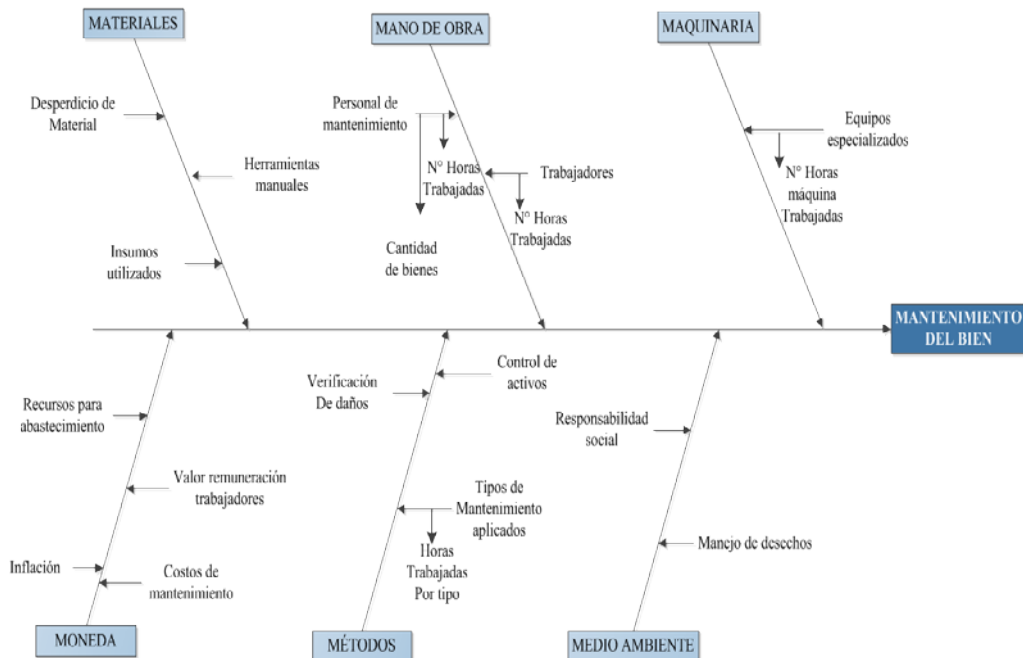 MATERIALES
MANO DE OBRA
MAQUINARIA
Desperdicio de
Material
Herramientas
manuales
Insumos
utilizados
Personal de
mantenimiento
N° Horas
Trabajadas
Cantidad
de bienes
Trabajadores
N° Horas
Trabajadas
Equipos
especializados
N° Horas
máquina
Trabajadas
MANTENIMIENTO
DEL BIEN
Recursos para
abastecimiento
Valor remuneración
trabajadores
Inflación
Costos de
mantenimiento
Verificación
De daños
Control de
activos
Tipos de
Mantenimiento
aplicados
Horas
Trabajadas
Por tipo
Responsabilidad
social
Manejo de desechos
MONEDA
MÉTODOS
MEDIO AMBIENTE